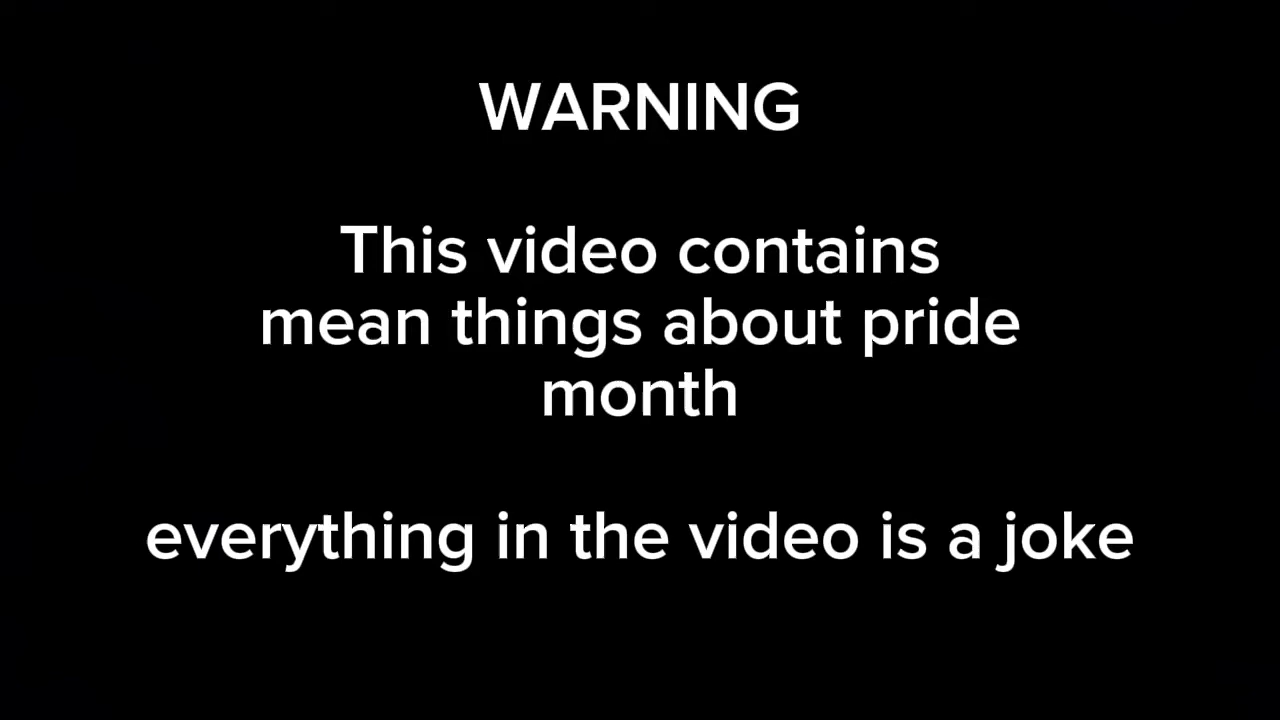 WARNING
This video contains
mean things about pride
month
everything in the video is a joke